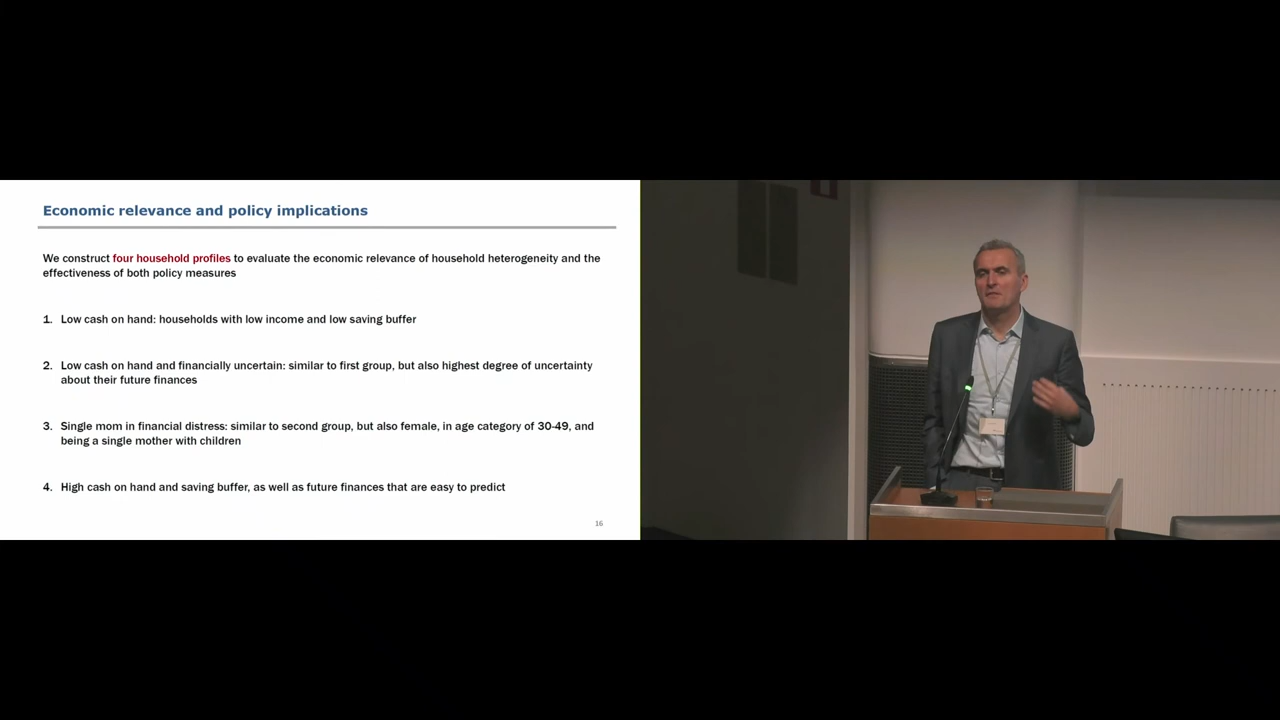 Economic relevance and policy implications
We construct four household profiles to evaluate the economic relevance of household heterogeneity and the
effectiveness of both policy measures
1. Low cash on hand: households with low income and low saving buffer
2. Low cash on hand and financially uncertain: similar to first group, but also highest degree of uncertainty
about their future finances
3. Single mom in financial distress: similar to second group, but also female, in age category of 30-49, and
being a single mother with children
4. High cash on hand and saving buffer, as well as future finances that are easy to predict
16